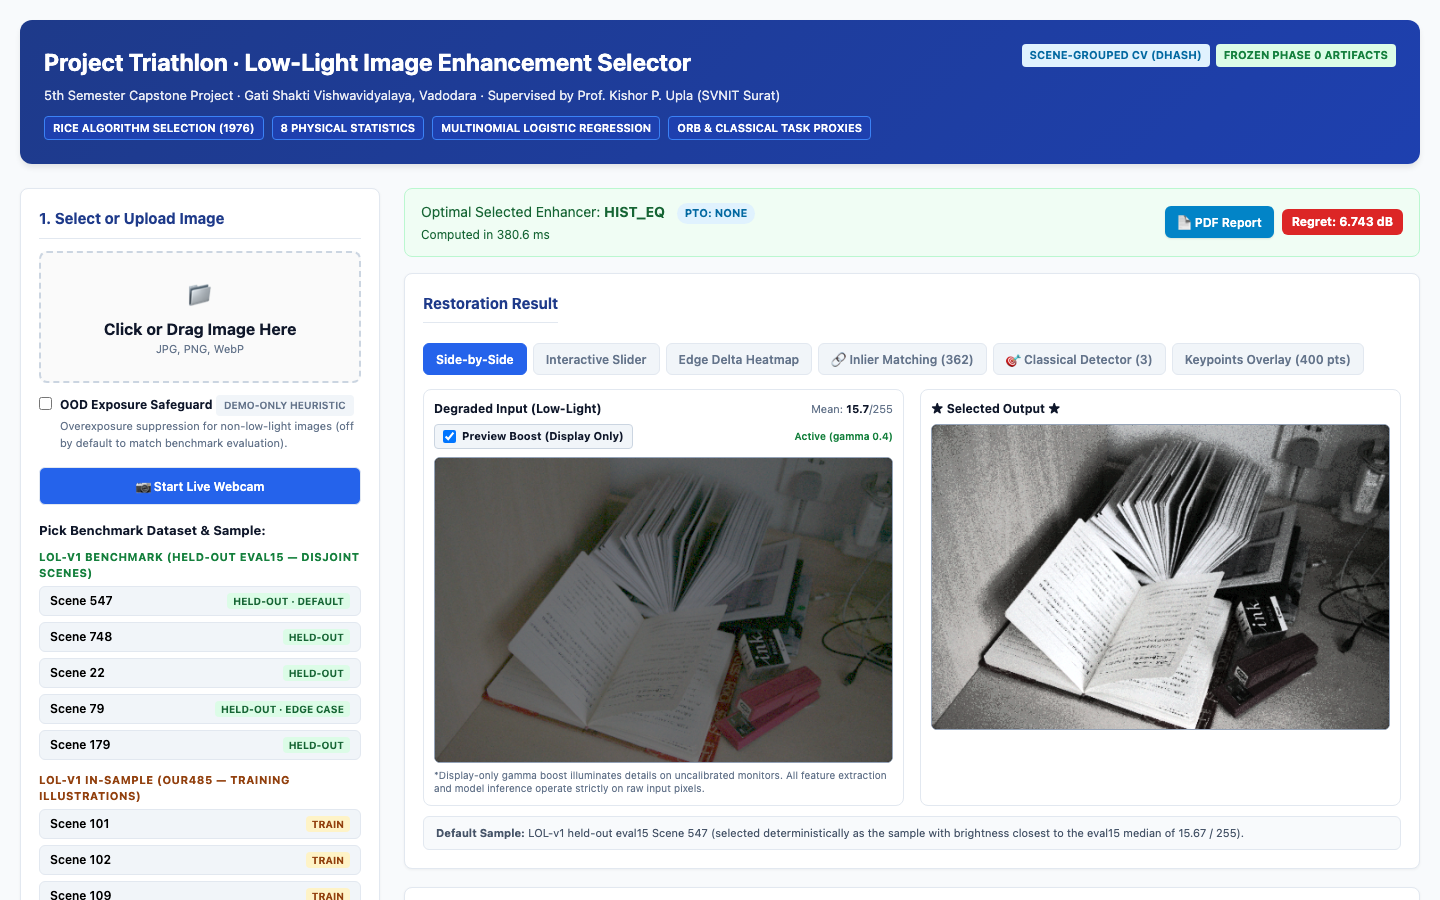 Project Triathlon · Low-Light Image Enhancement Selector
SCENE-GROUPED CV (DHASH)
FROZEN PHASE 0 ARTIFACTS
5th Semester Capstone Project · Gati Shakti Vishwavidyalaya, Vadodara · Supervised by Prof. Kishor P. Upla (SVNIT Surat)
RICE ALGORITHM SELECTION (1976)
8 PHYSICAL STATISTICS
MULTINOMIAL LOGISTIC REGRESSION
ORB & CLASSICAL TASK PROXIES
1. Select or Upload Image
Click or Drag Image Here
JPG, PNG, WebP
OOD Exposure Safeguard DEMO-ONLY HEURISTIC
Overexposure suppression for non-low-light images (off
by default to match benchmark evaluation).
Start Live Webcam
Pick Benchmark Dataset & Sample:
LOL-V1 BENCHMARK (HELD-OUT EVAL15 — DISJOINT
SCENES)
Scene 547 HELD-OUT · DEFAULT
Scene 748 HELD-OUT
Scene 22 HELD-OUT
Scene 79 HELD-OUT · EDGE CASE
Scene 179 HELD-OUT
LOL-V1 IN-SAMPLE (OUR485 — TRAINING
ILLUSTRATIONS)
Scene 101 TRAIN
Scene 102 TRAIN
Scene 109 TRAIN
Optimal Selected Enhancer: HIST_EQ PTO: NONE
Computed in 380.6 ms
PDF Report
Regret: 6.743 dB
Restoration Result
Side-by-Side
Interactive Slider
Edge Delta Heatmap
Inlier Matching (362)
Classical Detector (3)
Keypoints Overlay (400 pts)
Degraded Input (Low-Light)
Mean: 15.7/255
Preview Boost (Display Only)
Active (gamma 0.4)
ink
*Display-only gamma boost illuminates details on uncalibrated monitors. All feature extraction
and model inference operate strictly on raw input pixels.
★ Selected Output ★
ink
Default Sample: LOL-v1 held-out eval15 Scene 547 (selected deterministically as the sample with brightness closest to the eval15 median of 15.67 / 255).